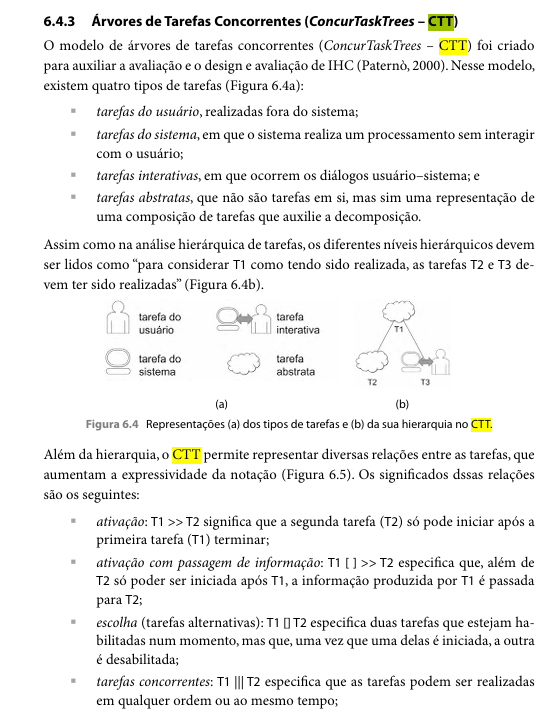 6.4.3 Árvores de Tarefas Concorrentes (ConcurTaskTrees – CTT)
O modelo de árvores de tarefas concorrentes (ConcurTaskTrees – CTT) foi criado
para auxiliar a avaliação e o design e avaliação de IHC (Paternò, 2000). Nesse modelo,
existem quatro tipos de tarefas (Figura 6.4a):
▪ tarefas do usuário, realizadas fora do sistema;
▪ tarefas do sistema, em que o sistema realiza um processamento sem interagir
com o usuário;
▪ tarefas interativas, em que ocorrem os diálogos usuário–sistema; e
▪ tarefas abstratas, que não são tarefas em si, mas sim uma representação de
uma composição de tarefas que auxilie a decomposição.
Assim como na análise hierárquica de tarefas, os diferentes níveis hierárquicos devem
ser lidos como “para considerar T1 como tendo sido realizada, as tarefas T2 e T3 de-
vem ter sido realizadas” (Figura 6.4b).
tarefa do
usuário
tarefa
interativa
tarefa do
sistema
tarefa
abstrata
T1
T2
T3
(a)
(b)
Figura 6.4 Representações (a) dos tipos de tarefas e (b) da sua hierarquia no CTT.
Além da hierarquia, o CTT permite representar diversas relações entre as tarefas, que
aumentam a expressividade da notação (Figura 6.5). Os significados dssas relações
são os seguintes:
▪ ativação: T1 >> T2 significa que a segunda tarefa (T2) só pode iniciar após a
primeira tarefa (T1) terminar;
▪ ativação com passagem de informação: T1 [ ] >> T2 especifica que, além de
T2 só poder ser iniciada após T1, a informação produzida por T1 é passada
para T2;
▪ escolha (tarefas alternativas): T1 [] T2 especifica duas tarefas que estejam ha-
bilitadas num momento, mas que, uma vez que uma delas é iniciada, a outra
é desabilitada;
▪ tarefas concorrentes: T1 ||| T2 especifica que as tarefas podem ser realizadas
em qualquer ordem ou ao mesmo tempo;